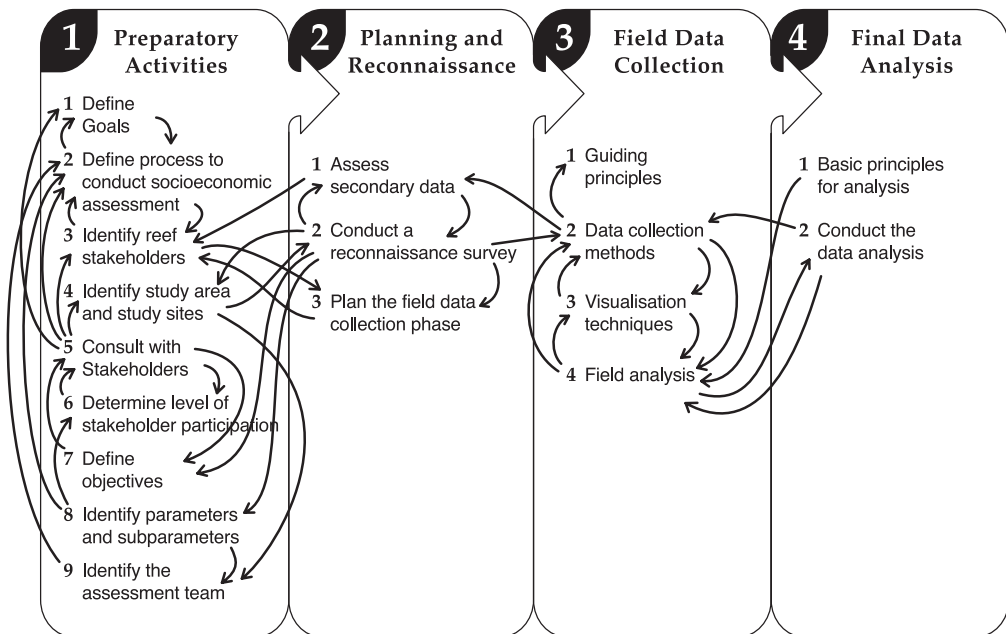 1 Preparatory
Activities
1 Define
Goals
2 Define process to
conduct socioeconomic
assessment
3 Identify reef
stakeholders
4 Identify study area
and study sites
5 Consult with
Stakeholders
6 Determine level of
stakeholder participation
7 Define
objectives
8 Identify parameters
and subparameters
9 Identify the
assessment team
2 Planning and
Reconnaissance
1 Assess
secondary data
2 Conduct a
reconnaissance survey
3 Plan the field data
collection phase
3 Field Data
Collection
1 Guiding
principles
2 Data collection
methods
3 Visualisation
techniques
4 Field analysis
4 Final Data
Analysis
1 Basic principles
for analysis
2 Conduct the
data analysis